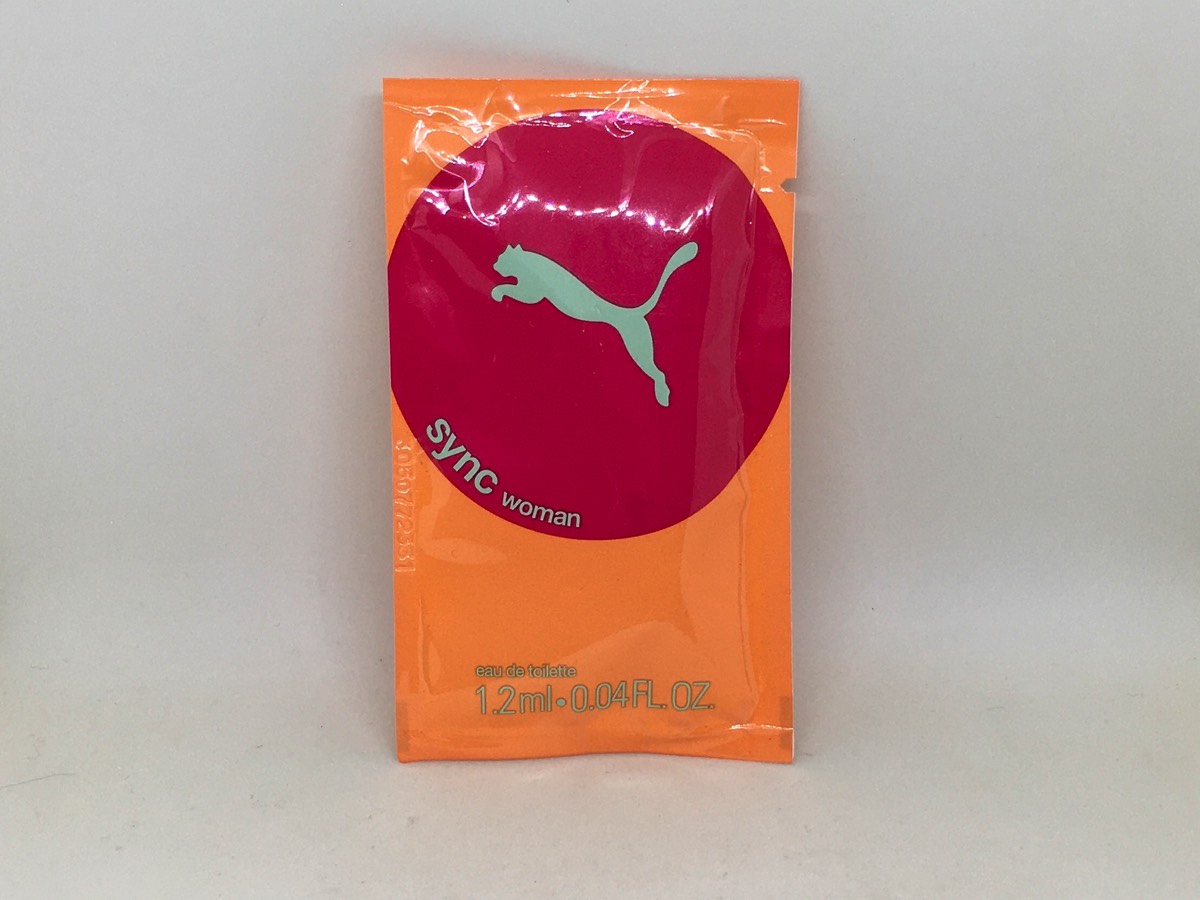 sync woman
eau de toilette
1.2ml•0.04FL.OZ.